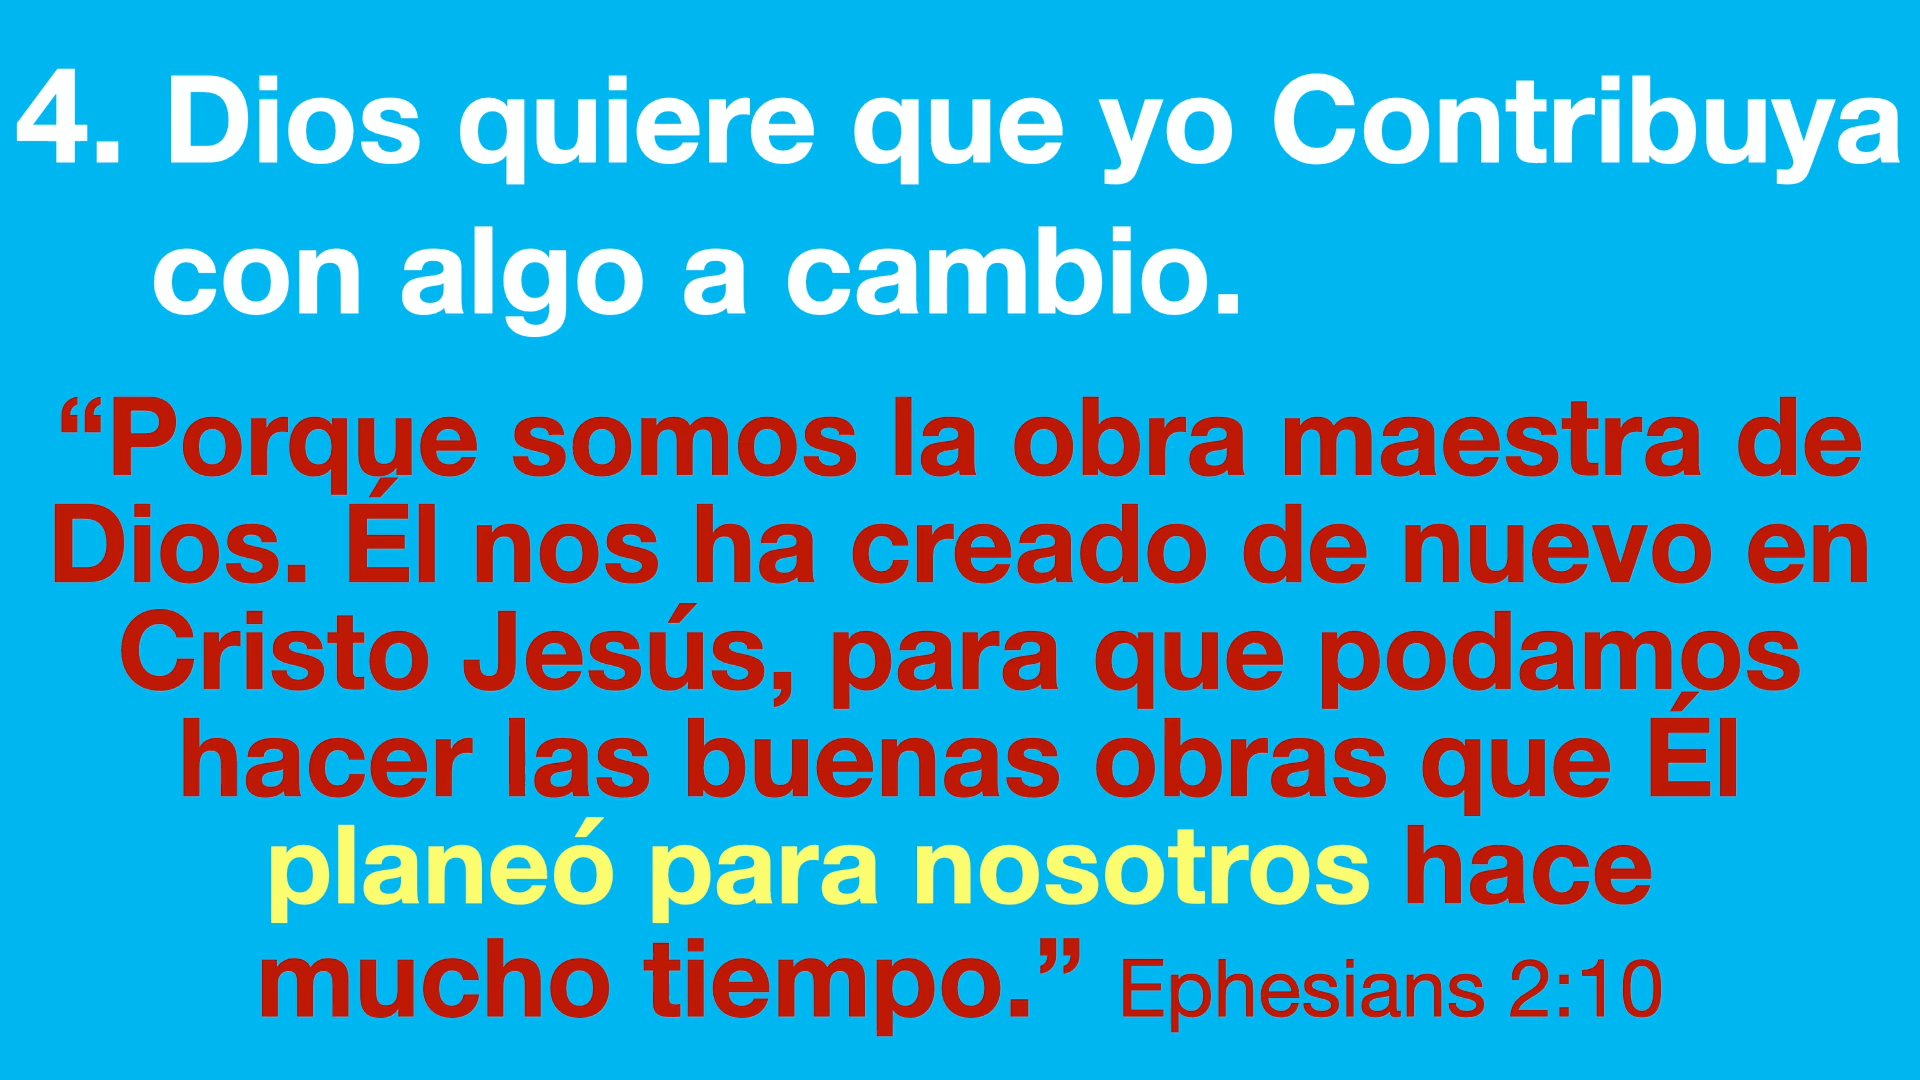 4. Dios quiere que yo Contribuya
con algo a cambio.
“Porque somos la obra maestra de
Dios. Él nos ha creado de nuevo en
Cristo Jesús, para que podamos
hacer las buenas obras que Él
planeó para nosotros hace
mucho tiempo.” Ephesians 2:10